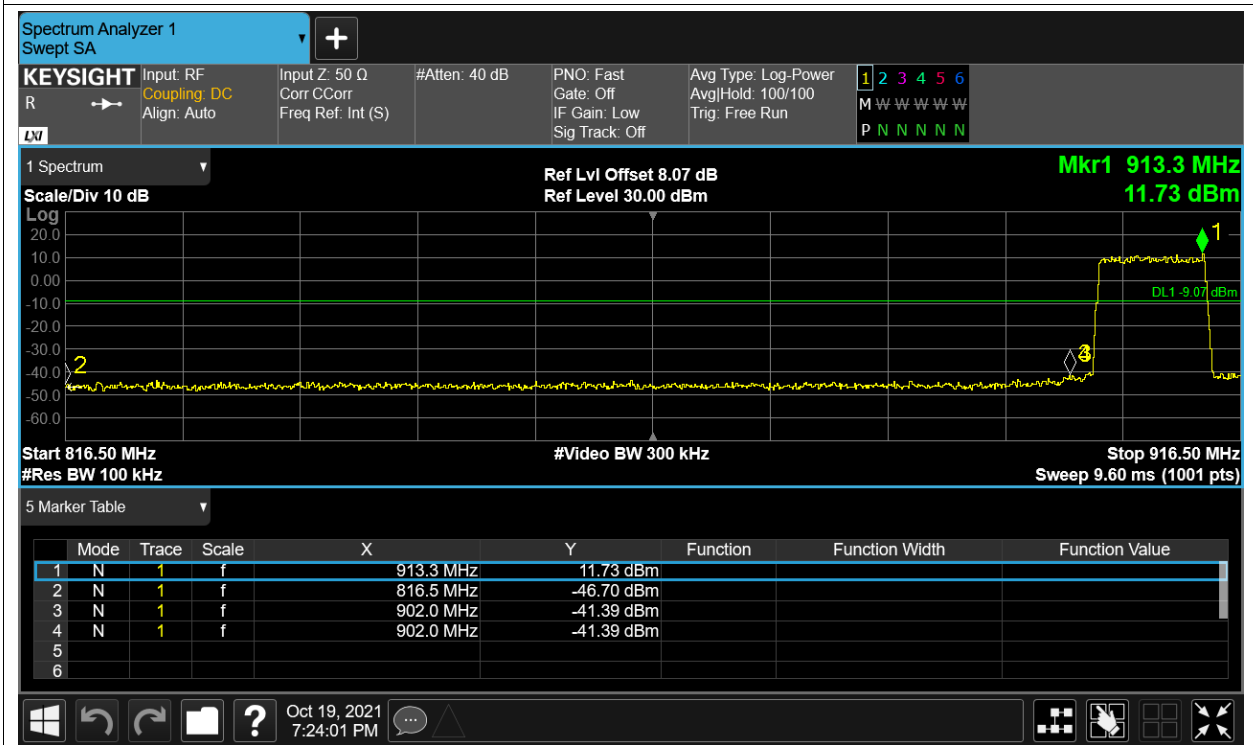 Spectrum Analyzer 1
Swept SA
+
KEYSIGHT Input: RF Input Z: 50 Ω #Atten: 40 dB PNO: Fast Avg Type: Log-Power 1 2 3 4 5 6
R Coupling: DC Corr CCorr Gate: Off Avg|Hold: 100/100 M W W W W W
Align: Auto Freq Ref: Int (S) IF Gain: Low Trig: Free Run
LXI Sig Track: Off P N N N N N
1 Spectrum Ref Lvl Offset 8.07 dB Mkr1 913.3 MHz
Scale/Div 10 dB Ref Level 30.00 dBm 11.73 dBm
Log
20.0 1
10.0
0.00
-10.0 DL1 -9.07 dBm
-20.0
-30.0
-40.0 2
-50.0
-60.0
Start 816.50 MHz #Video BW 300 kHz Stop 916.50 MHz
#Res BW 100 kHz Sweep 9.60 ms (1001 pts)
5 Marker Table
Mode Trace Scale X Y Function Function Width Function Value
1 N 1 f 913.3 MHz 11.73 dBm
2 N 1 f 816.5 MHz -46.70 dBm
3 N 1 f 902.0 MHz -41.39 dBm
4 N 1 f 902.0 MHz -41.39 dBm
5
6
? Oct 19, 2021
7:24:01 PM